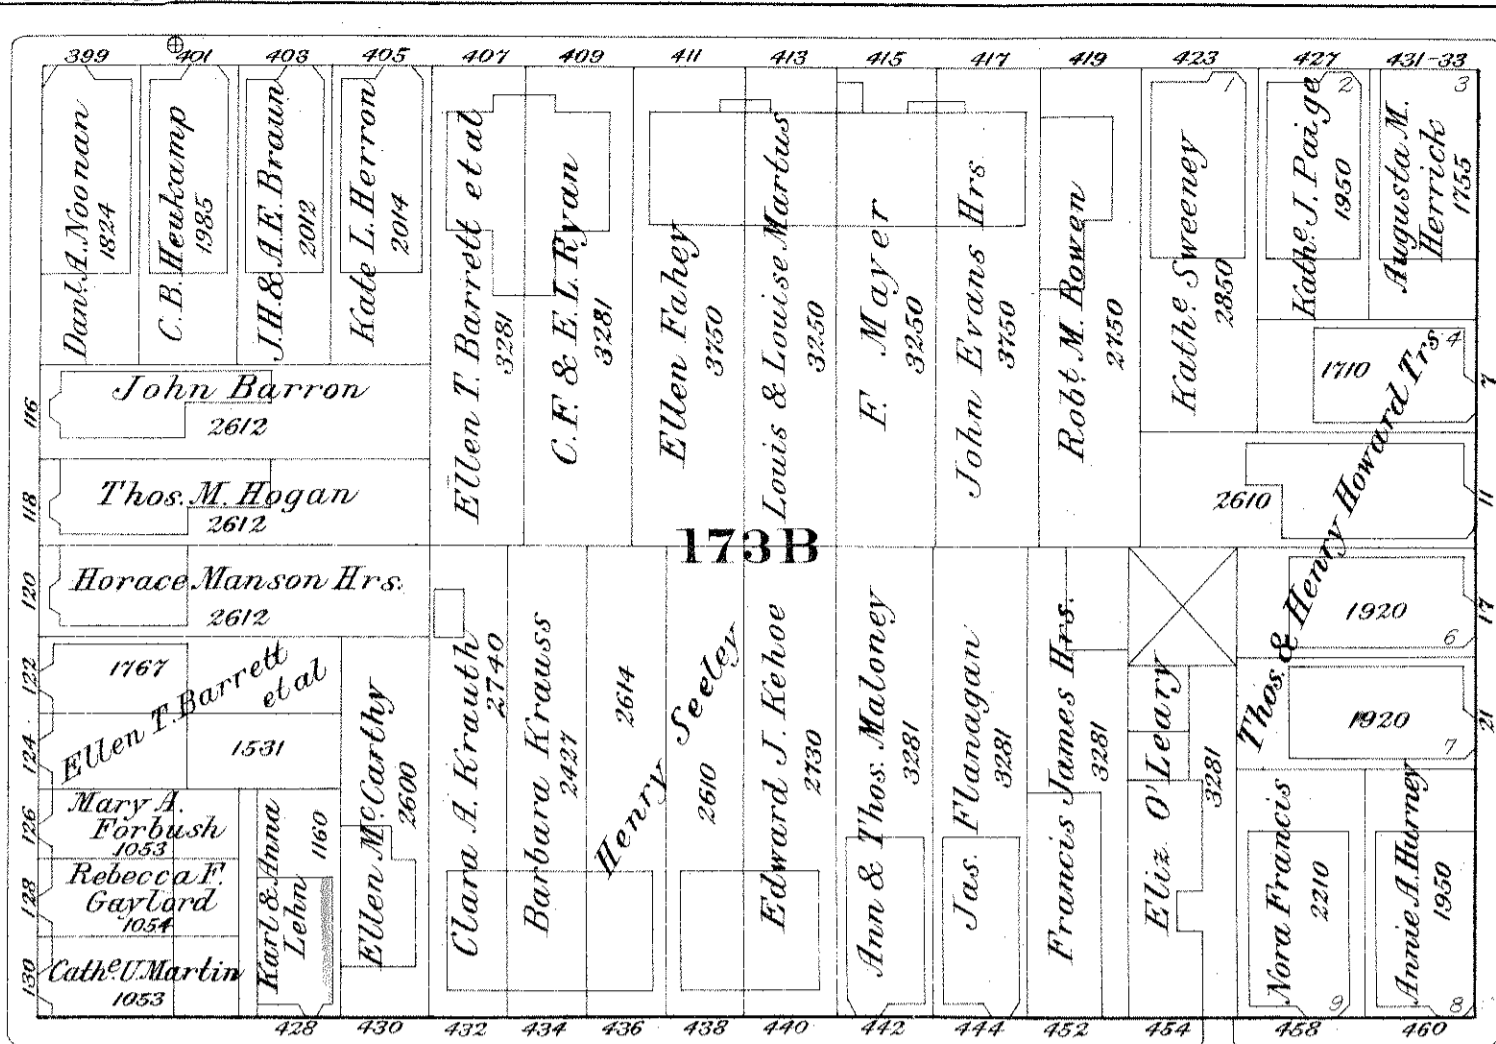 399 401 403 405 407 409 411 413 415 417 419 423 427 431-33
Danl. A. Noonan
1824
C. B. Heukamp
1985
J. H. & A. E. Braun
2012
Kate L. Herron
2014
Ellen T. Barrett et al
3281
C. F. & E. L. Ryan
3281
Ellen Fahey
3750
Louis & Louise Martus
3250
F. Mayer
3250
John Evans Hrs
3750
Robt. M. Bowen
2750
Kathe. Sweeney
2850
1
Kathe. J. Paige
1950
2
Augusta M.
Herrick
1755
3
116
John Barron
2612
118
Thos. M. Hogan
2612
120
Horace Manson Hrs.
2612
173B
1710
4
7
2610
11
Thos. & Henry Howard Trs.
1920
6
17
1920
7
21
122
1767
Ellen T. Barrett
et al
124
1531
126
Mary A.
Forbush
1053
128
Rebecca F.
Gaylord
1054
130
Cathe. U. Martin
1053
Karl & Anna
Lehn
1160
Ellen McCarthy
2600
Clara A. Krauth
2740
Barbara Krauss
2427
2614
Henry Seeley
2610
Edward J. Kehoe
2730
Ann & Thos. Maloney
3281
Jas. Flanagan
3281
Francis James Hrs.
3281
Eliz. O'Leary
3281
Nora Francis
2210
9
Annie A. Hurney
1950
8
428 430 432 434 436 438 440 442 444 452 454 458 460